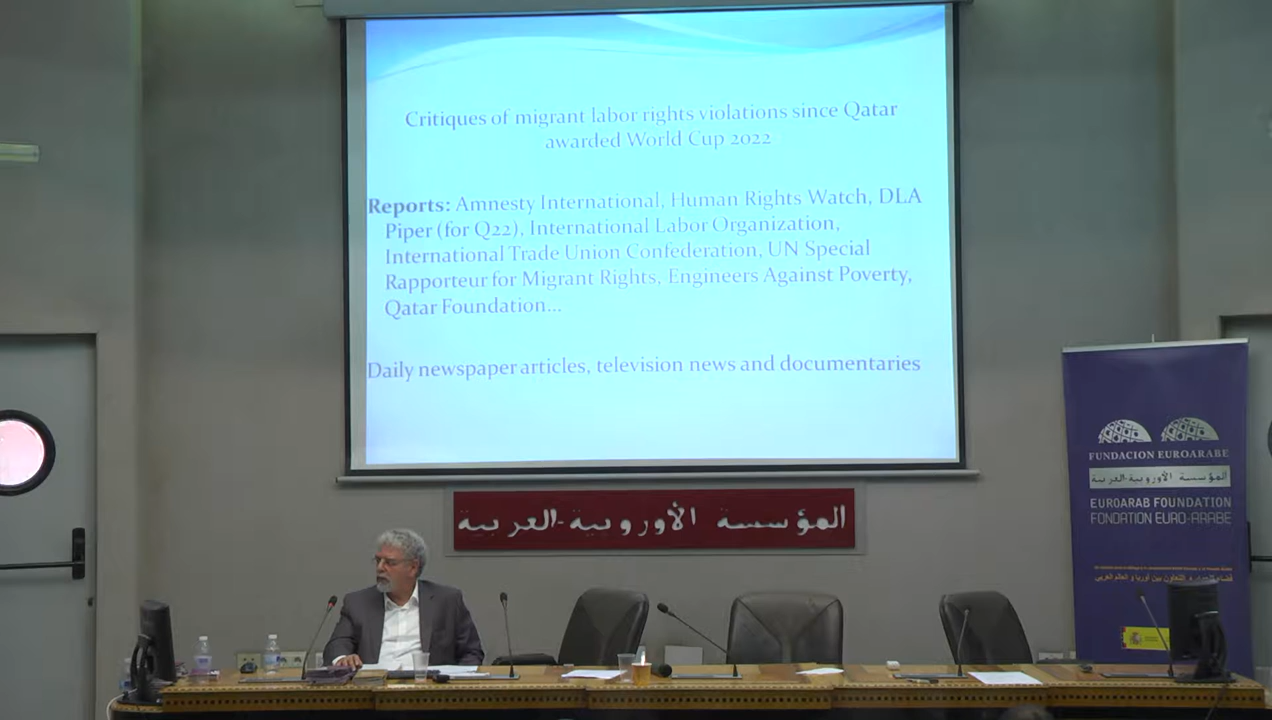 Critiques of migrant labor rights violations since Qatar
awarded World Cup 2022
Reports: Amnesty International, Human Rights Watch, DLA
Piper (for Q22), International Labor Organization,
International Trade Union Confederation, UN Special
Rapporteur for Migrant Rights, Engineers Against Poverty,
Qatar Foundation...
Daily newspaper articles, television news and documentaries
المؤسسة الأوروبية-العربية
FUNDACION EUROARABE
المؤسسة الأوروبية-العربية
EUROARAB FOUNDATION
FONDATION EURO-ARABE